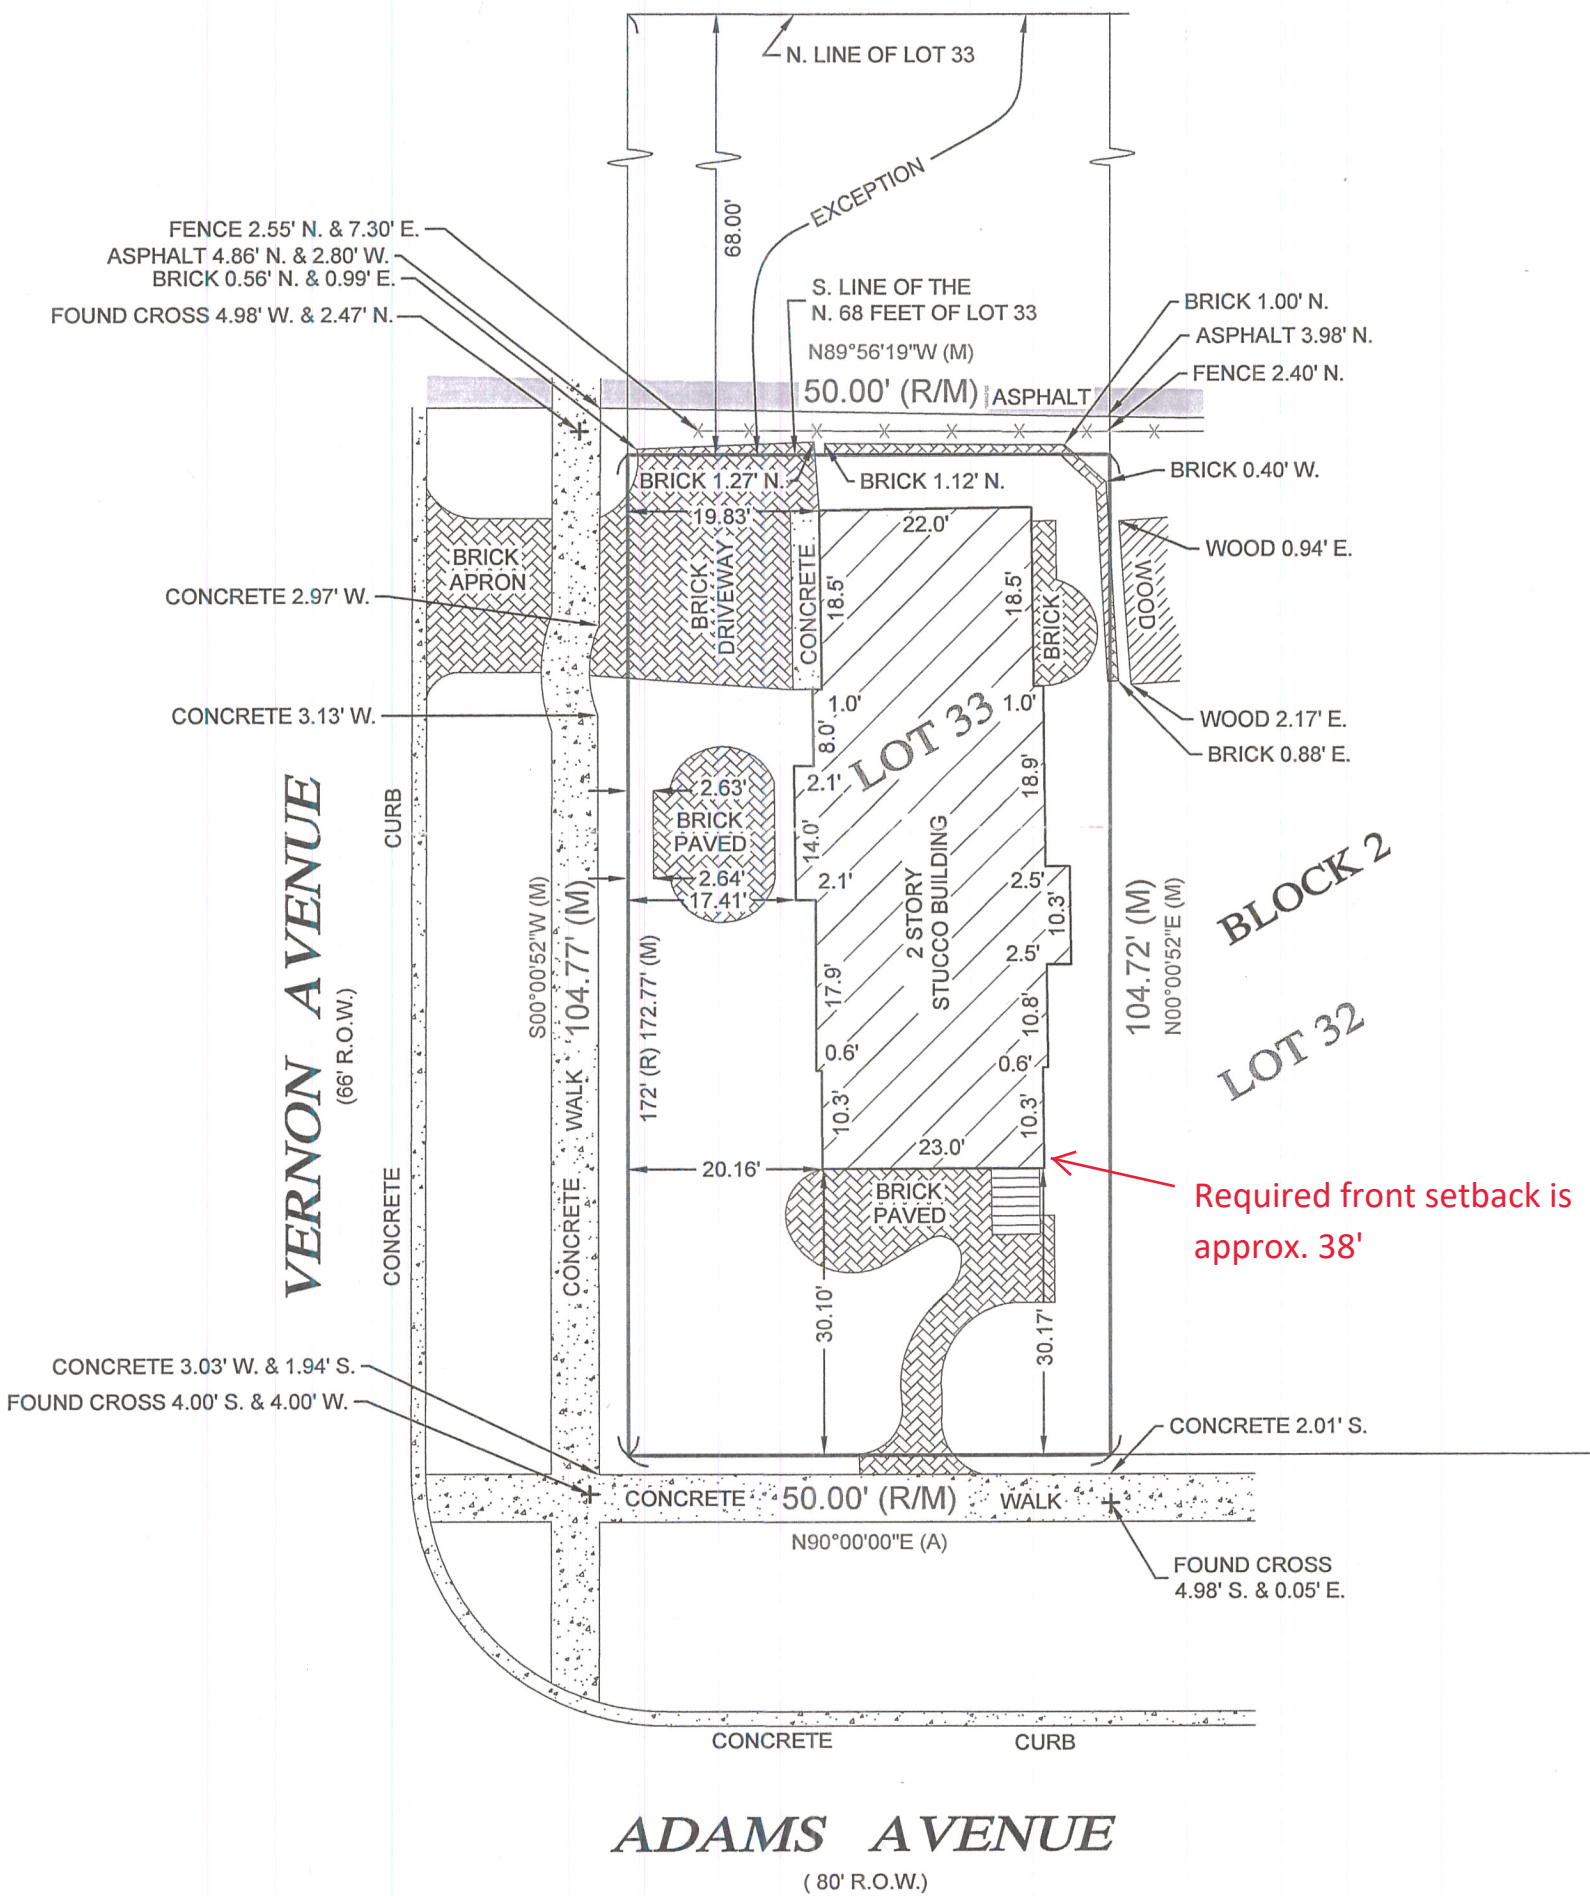 N. LINE OF LOT 33
68.00'
EXCEPTION
FENCE 2.55' N. & 7.30' E.
ASPHALT 4.86' N. & 2.80' W.
BRICK 0.56' N. & 0.99' E.
FOUND CROSS 4.98' W. & 2.47' N.
S. LINE OF THE
N. 68 FEET OF LOT 33
N89°56'19"W (M)
50.00' (R/M)
ASPHALT
BRICK 1.00' N.
ASPHALT 3.98' N.
FENCE 2.40' N.
BRICK 0.40' W.
BRICK 1.27' N.
BRICK 1.12' N.
19.83'
22.0'
WOOD 0.94' E.
BRICK
APRON
BRICK
DRIVEWAY
CONCRETE
18.5'
18.5'
BRICK
WOOD
CONCRETE 2.97' W.
CONCRETE 3.13' W.
1.0'
1.0'
WOOD 2.17' E.
BRICK 0.88' E.
8.0'
LOT 33
2.1'
18.9'
2.63'
BRICK
PAVED
2.64'
17.41'
14.0'
2.1'
2 STORY
STUCCO BUILDING
2.5'
10.3'
2.5'
CURB
VERNON AVENUE
(66' R.O.W.)
CONCRETE
S00°00'52"W (M)
104.77' (M)
WALK
CONCRETE
172' (R) 172.77' (M)
17.9'
10.8'
0.6'
0.6'
10.3'
10.3'
104.72' (M)
N00°00'52"E (M)
BLOCK 2
LOT 32
23.0'
20.16'
BRICK
PAVED
Required front setback is
approx. 38'
30.10'
30.17'
CONCRETE 3.03' W. & 1.94' S.
FOUND CROSS 4.00' S. & 4.00' W.
CONCRETE 2.01' S.
CONCRETE 50.00' (R/M) WALK
N90°00'00"E (A)
FOUND CROSS
4.98' S. & 0.05' E.
CONCRETE CURB
ADAMS AVENUE
( 80' R.O.W.)